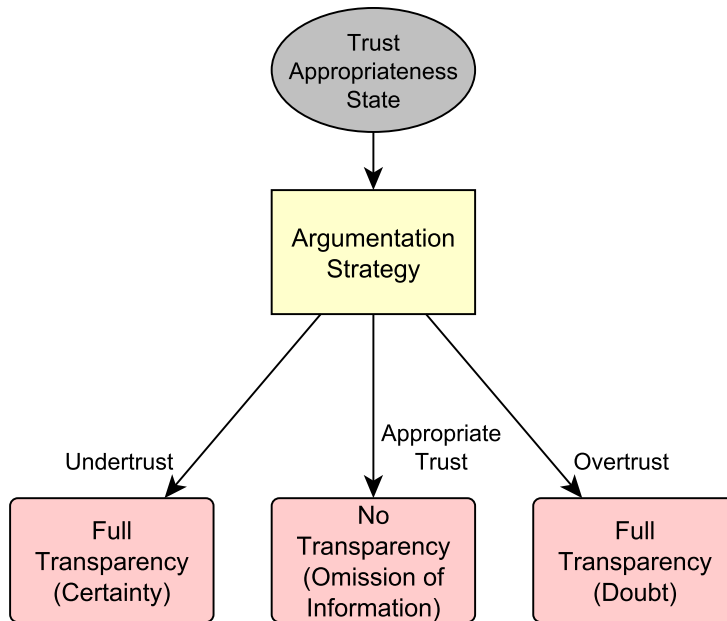 Trust
Appropriateness
State
Argumentation
Strategy
Undertrust
Appropriate
Trust
Overtrust
Full
Transparency
(Certainty)
No
Transparency
(Omission of
Information)
Full
Transparency
(Doubt)